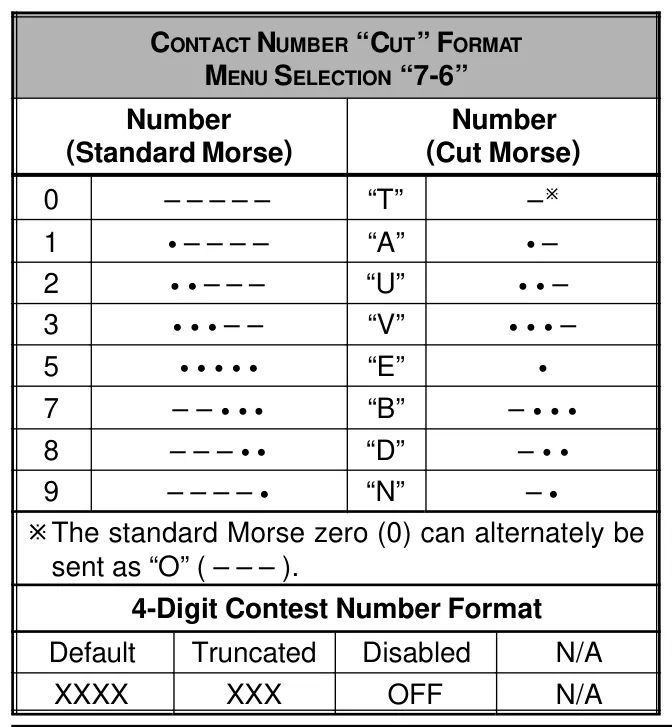 CONTACT NUMBER “CUT” FORMAT
MENU SELECTION “7-6”
Number (Standard Morse) Number (Cut Morse)
0 – – – – – “T” –※
1 •– – – – “A” •–
2 ••– – – “U” ••–
3 •••– – “V” •••–
5 ••••• “E” •
7 – –••• “B” –•••
8 – – –•• “D” –••
9 – – – –• “N” –•
※ The standard Morse zero (0) can alternately be
sent as “O” ( – – – ).
4-Digit Contest Number Format
Default Truncated Disabled N/A
XXXX XXX OFF N/A